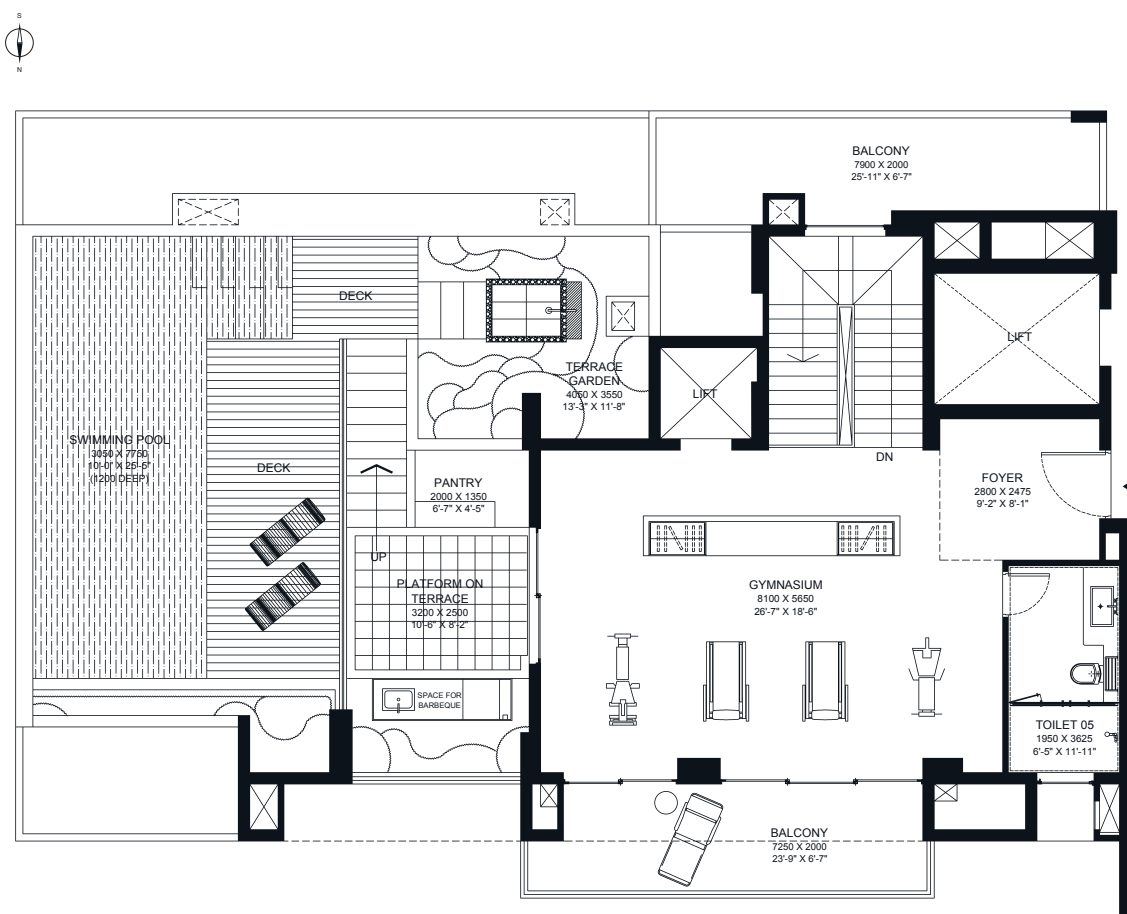 S
N
BALCONY
7900 X 2000
25'-11" X 6'-7"
DECK
LIFT
TERRACE
GARDEN
4050 X 3550
13'-3" X 11'-8"
LIFT
SWIMMING POOL
3050 X 7750
10'-0" X 25'-5"
(1200 DEEP)
DECK
PANTRY
2000 X 1350
6'-7" X 4'-5"
DN
FOYER
2800 X 2475
9'-2" X 8'-1"
UP
PLATFORM ON
TERRACE
3200 X 2500
10'-6" X 8'-2"
GYMNASIUM
8100 X 5650
26'-7" X 18'-6"
SPACE FOR
BARBEQUE
TOILET 05
1950 X 3625
6'-5" X 11'-11"
BALCONY
7250 X 2000
23'-9" X 6'-7"